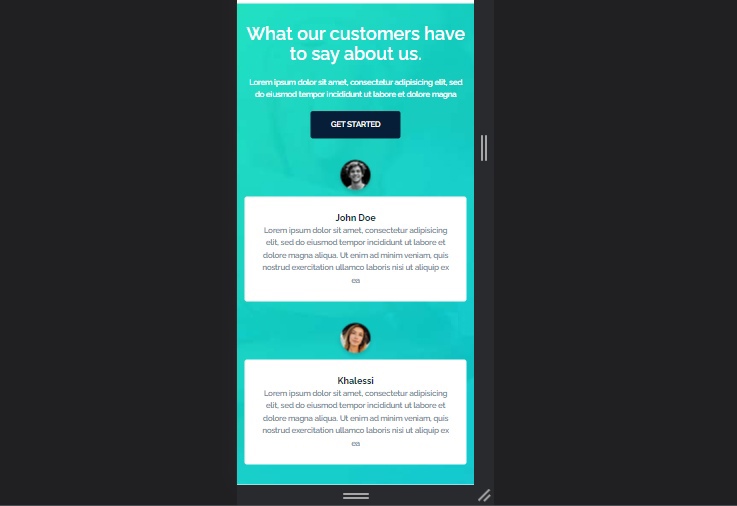 What our customers have
to say about us.
Lorem ipsum dolor sit amet, consectetur adipisicing elit, sed
do eiusmod tempor incididunt ut labore et dolore magna
GET STARTED
John Doe
Lorem ipsum dolor sit amet, consectetur adipisicing
elit, sed do eiusmod tempor incididunt ut labore et
dolore magna aliqua. Ut enim ad minim veniam, quis
nostrud exercitation ullamco laboris nisi ut aliquip ex
ea
Khalessi
Lorem ipsum dolor sit amet, consectetur adipisicing
elit, sed do eiusmod tempor incididunt ut labore et
dolore magna aliqua. Ut enim ad minim veniam, quis
nostrud exercitation ullamco laboris nisi ut aliquip ex
ea